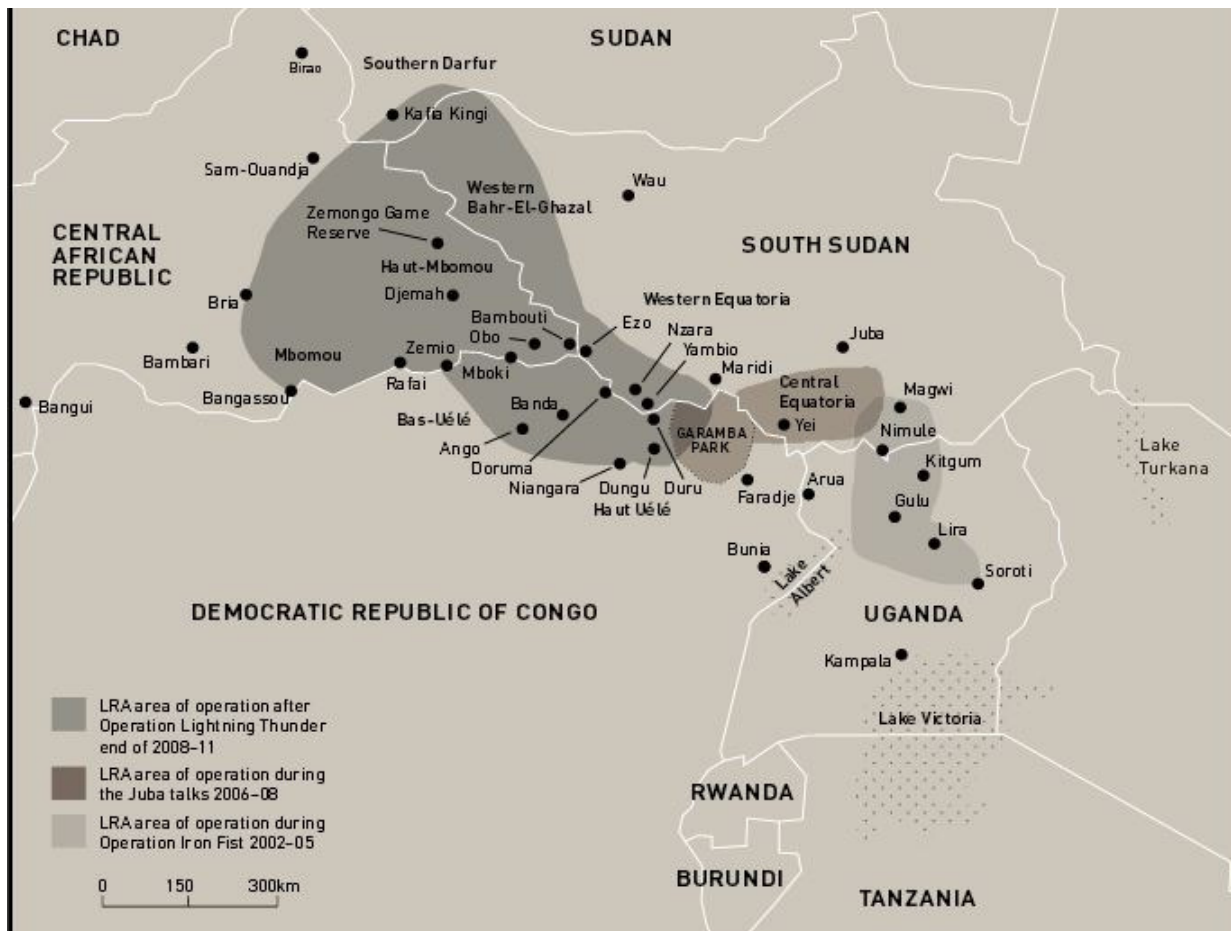 CHAD
SUDAN
Birao
Southern Darfur
Kafia Kingi
Sam-Ouandja
Wau
Western
Bahr-El-Ghazal
Zemongo Game
Reserve
CENTRAL
AFRICAN
REPUBLIC
SOUTH SUDAN
Haut-Mbomou
Djemah
Bria
Western Equatoria
Bambouti
Ezo
Obo
Nzara
Yambio
Juba
Bambari
Mbomou
Zemio
Mboki
Maridi
Rafai
Central
Equatoria
Magwi
Bangui
Bangassou
Banda
Bas-Uélé
Yei
Nimule
GARAMBA
PARK
Ango
Doruma
Lake
Turkana
Kitgum
Niangara
Dungu
Duru
Haut Uélé
Faradje
Arua
Gulu
Lira
Bunia
Lake
Albert
Soroti
DEMOCRATIC REPUBLIC OF CONGO
UGANDA
Kampala
Lake Victoria
LRA area of operation after
Operation Lightning Thunder
end of 2008–11
LRA area of operation during
the Juba talks 2006–08
LRA area of operation during
Operation Iron Fist 2002–05
0 150 300km
RWANDA
BURUNDI
TANZANIA